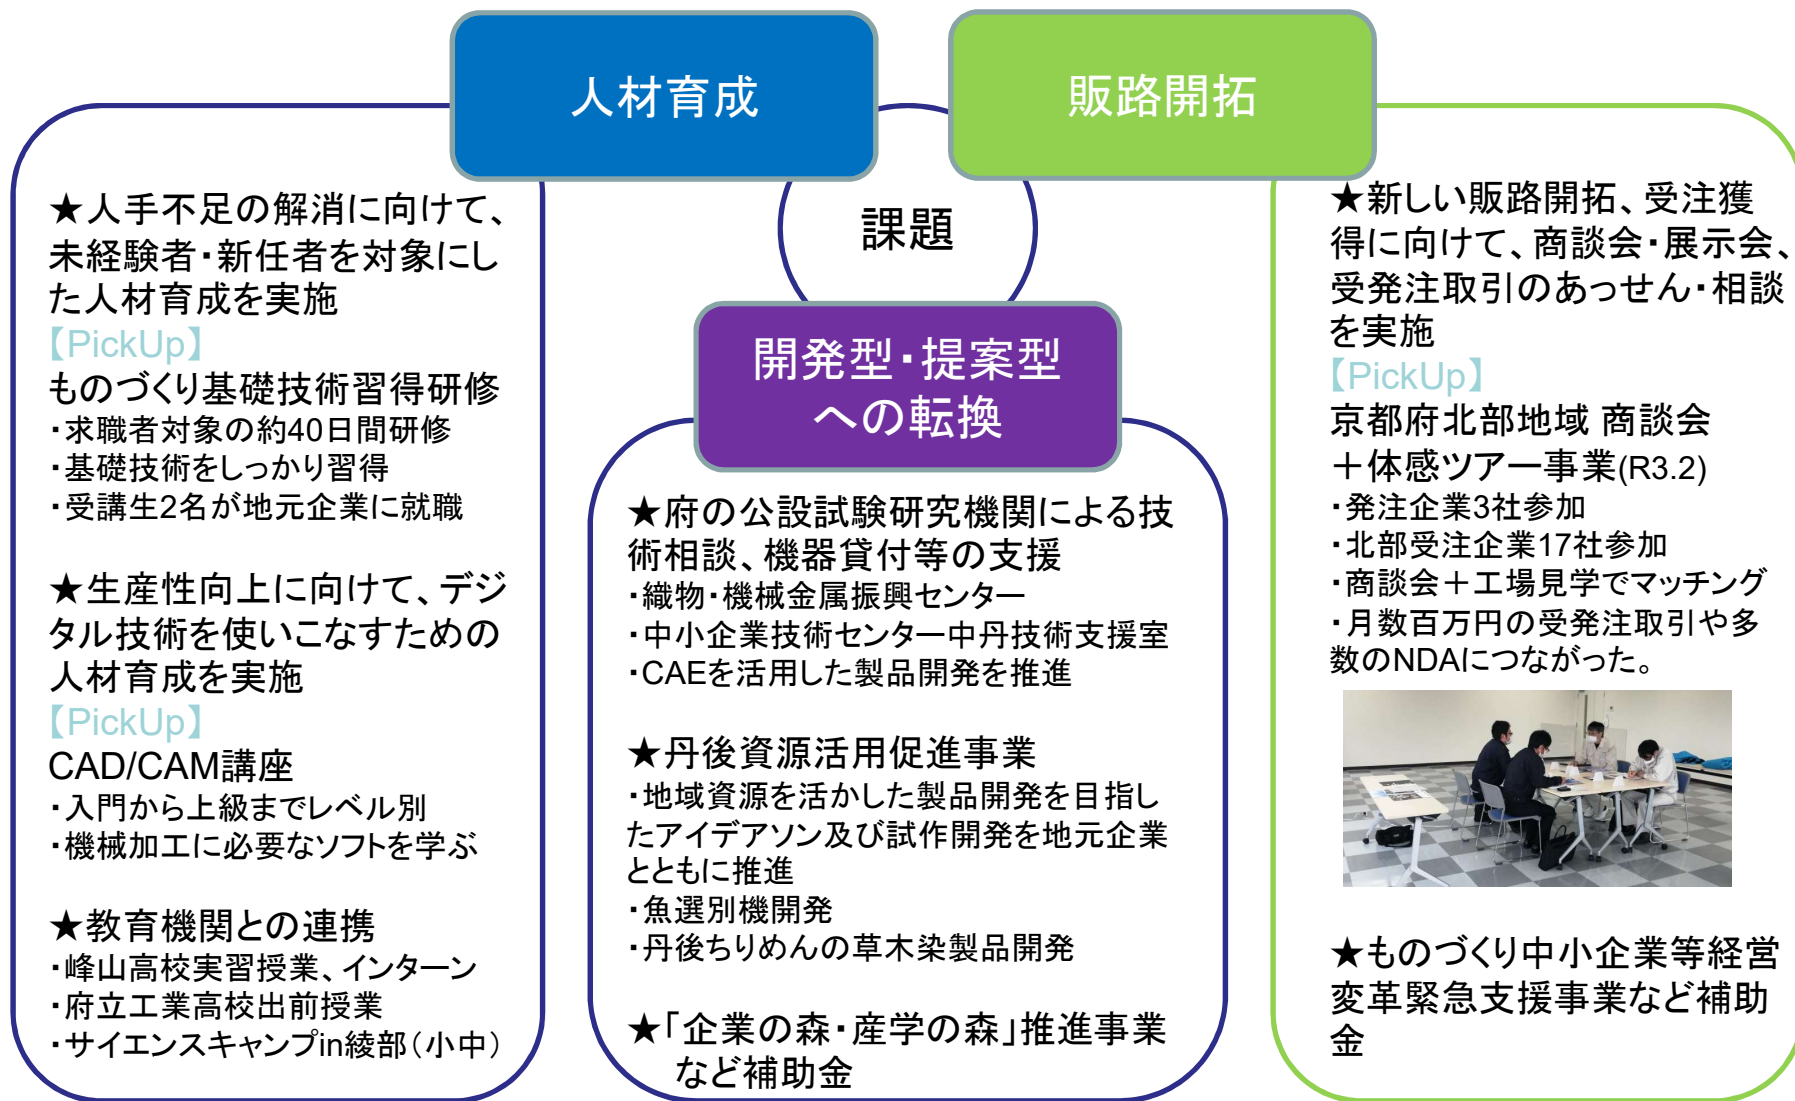 人材育成
販路開拓
課題
開発型・提案型
への転換
★人手不足の解消に向けて、
未経験者・新任者を対象にし
た人材育成を実施
【PickUp】
ものづくり基礎技術習得研修
・求職者対象の約40日間研修
・基礎技術をしっかり習得
・受講生2名が地元企業に就職
★生産性向上に向けて、デジ
タル技術を使いこなすための
人材育成を実施
【PickUp】
CAD/CAM講座
・入門から上級までレベル別
・機械加工に必要なソフトを学ぶ
★教育機関との連携
・峰山高校実習授業、インターン
・府立工業高校出前授業
・サイエンスキャンプin綾部（小中）
★府の公設試験研究機関による技
術相談、機器貸付等の支援
・織物・機械金属振興センター
・中小企業技術センター中丹技術支援室
・CAEを活用した製品開発を推進
★丹後資源活用促進事業
・地域資源を活かした製品開発を目指し
たアイデアソン及び試作開発を地元企業
とともに推進
・魚選別機開発
・丹後ちりめんの草木染製品開発
★「企業の森・産学の森」推進事業
など補助金
★新しい販路開拓、受注獲
得に向けて、商談会・展示会、
受発注取引のあっせん・相談
を実施
【PickUp】
京都府北部地域 商談会
＋体感ツアー事業(R3.2)
・発注企業3社参加
・北部受注企業17社参加
・商談会＋工場見学でマッチング
・月数百万円の受発注取引や多
数のNDAにつながった。
★ものづくり中小企業等経営
変革緊急支援事業など補助
金